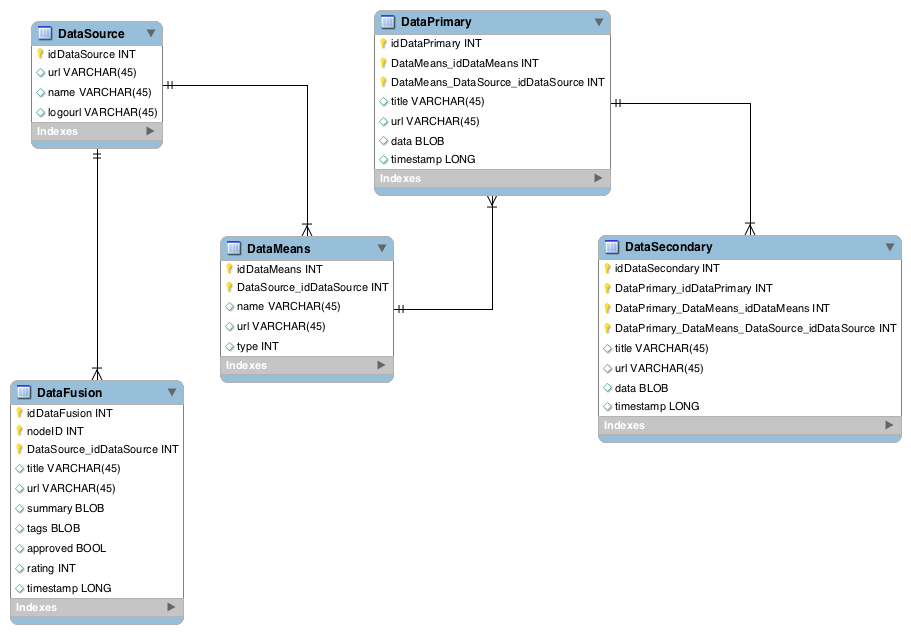 DataSource
idDataSource INT
url VARCHAR(45)
name VARCHAR(45)
logourl VARCHAR(45)
Indexes
DataPrimary
idDataPrimary INT
DataMeans_idDataMeans INT
DataMeans_DataSource_idDataSource INT
title VARCHAR(45)
url VARCHAR(45)
data BLOB
timestamp LONG
Indexes
DataMeans
idDataMeans INT
DataSource_idDataSource INT
name VARCHAR(45)
url VARCHAR(45)
type INT
Indexes
DataSecondary
idDataSecondary INT
DataPrimary_idDataPrimary INT
DataPrimary_DataMeans_idDataMeans INT
DataPrimary_DataMeans_DataSource_idDataSource INT
title VARCHAR(45)
url VARCHAR(45)
data BLOB
timestamp LONG
Indexes
DataFusion
idDataFusion INT
nodeID INT
DataSource_idDataSource INT
title VARCHAR(45)
url VARCHAR(45)
summary BLOB
tags BLOB
approved BOOL
rating INT
timestamp LONG
Indexes